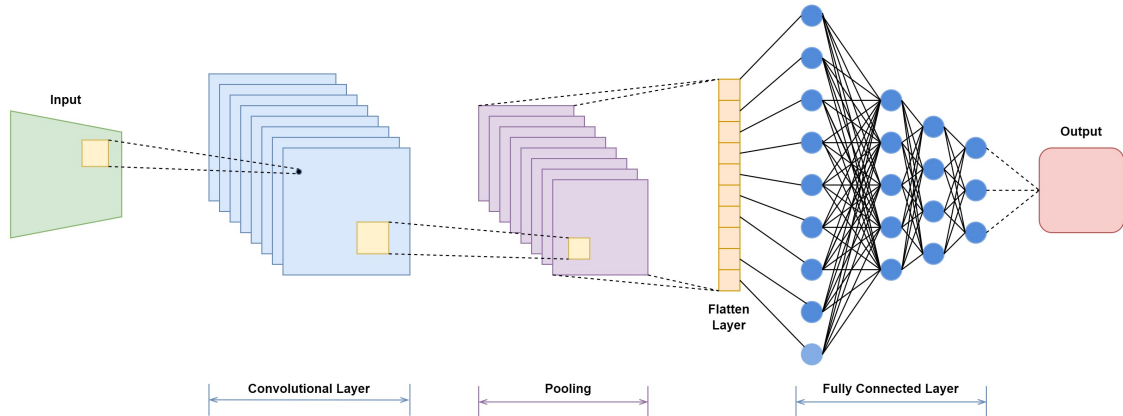 Input
Output
Flatten
Layer
Convolutional Layer
Pooling
Fully Connected Layer